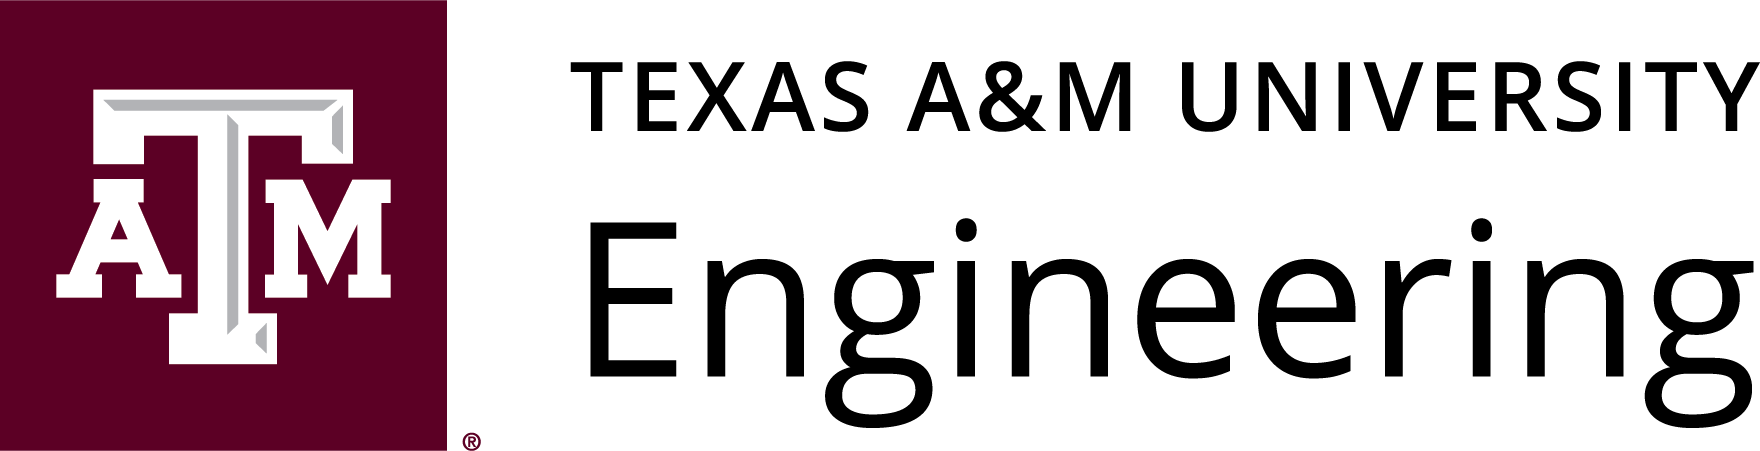 ATM
®
TEXAS A&M UNIVERSITY
Engineering